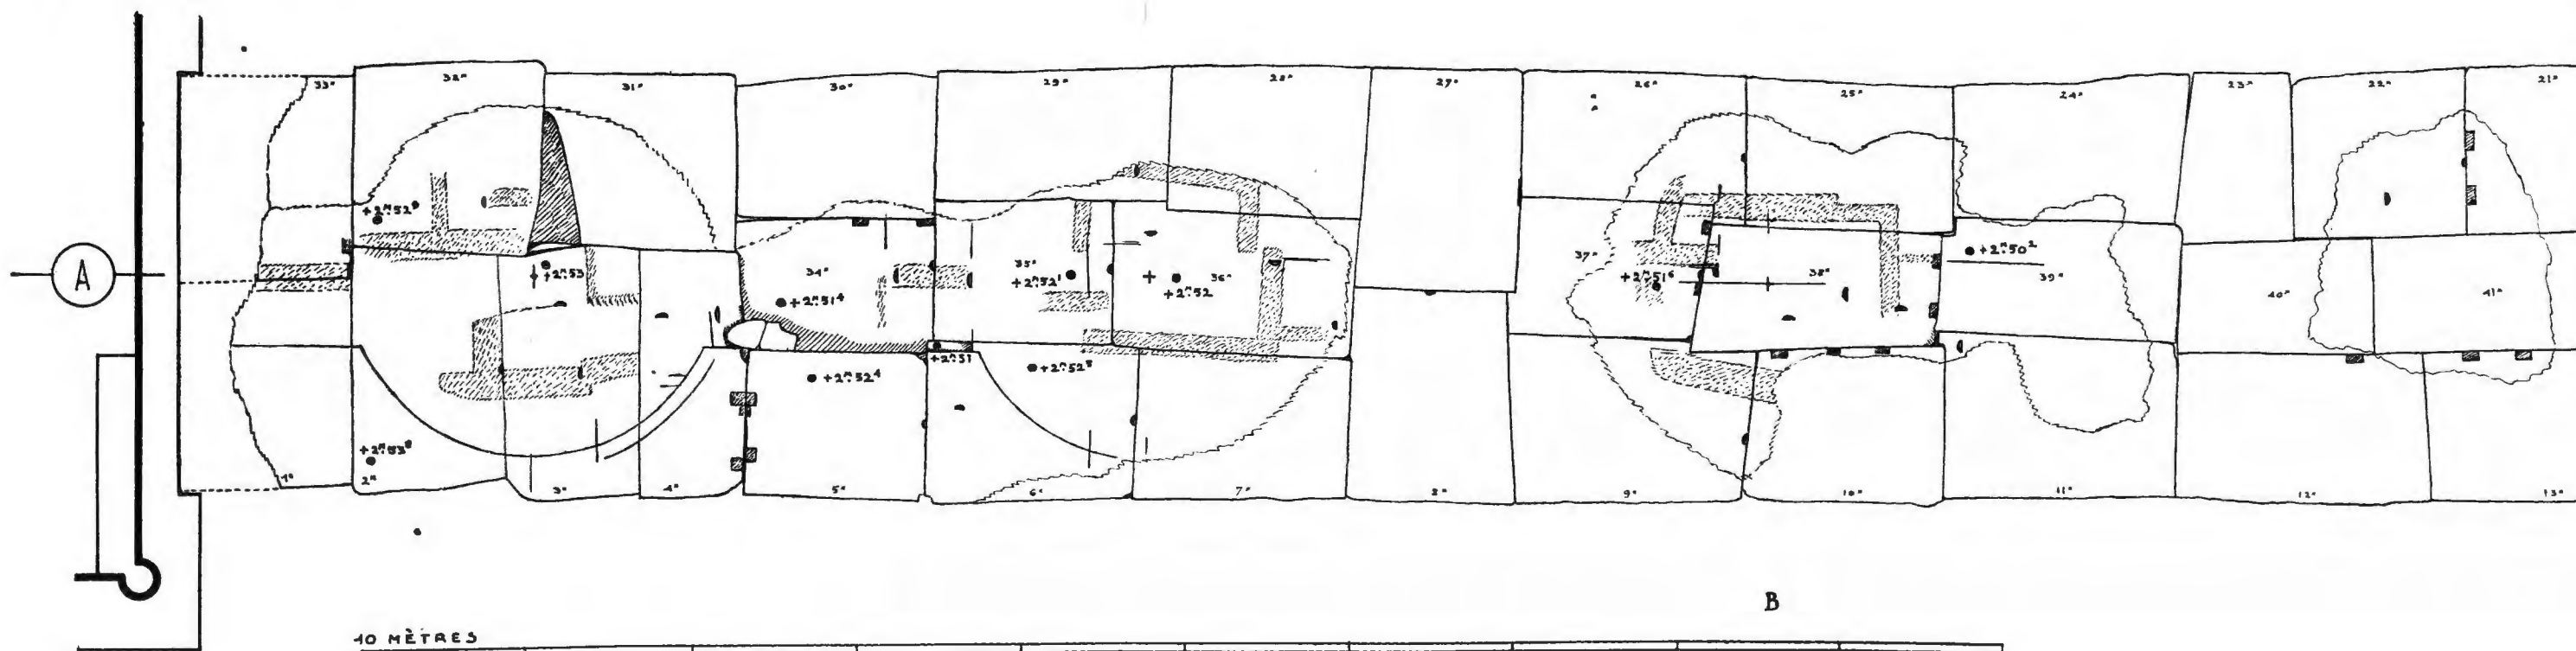 33" 32" 31" 30" 29" 28" 27" 26" 25" 24" 23" 22" 21"
+2ᴹ52⁹
A
+2ᴹ53
34"
+2ᴹ51⁴
35"
+2ᴹ52¹
+
36"
+2ᴹ52
37"
+2ᴹ51⁶
38"
+2ᴹ50²
39"
40"
41"
+2ᴹ51
+2ᴹ52⁴
+2ᴹ53⁸
1" 2" 3" 4" 5" 6" 7" 8" 9" 10" 11" 12" 13"
B
10 MÈTRES